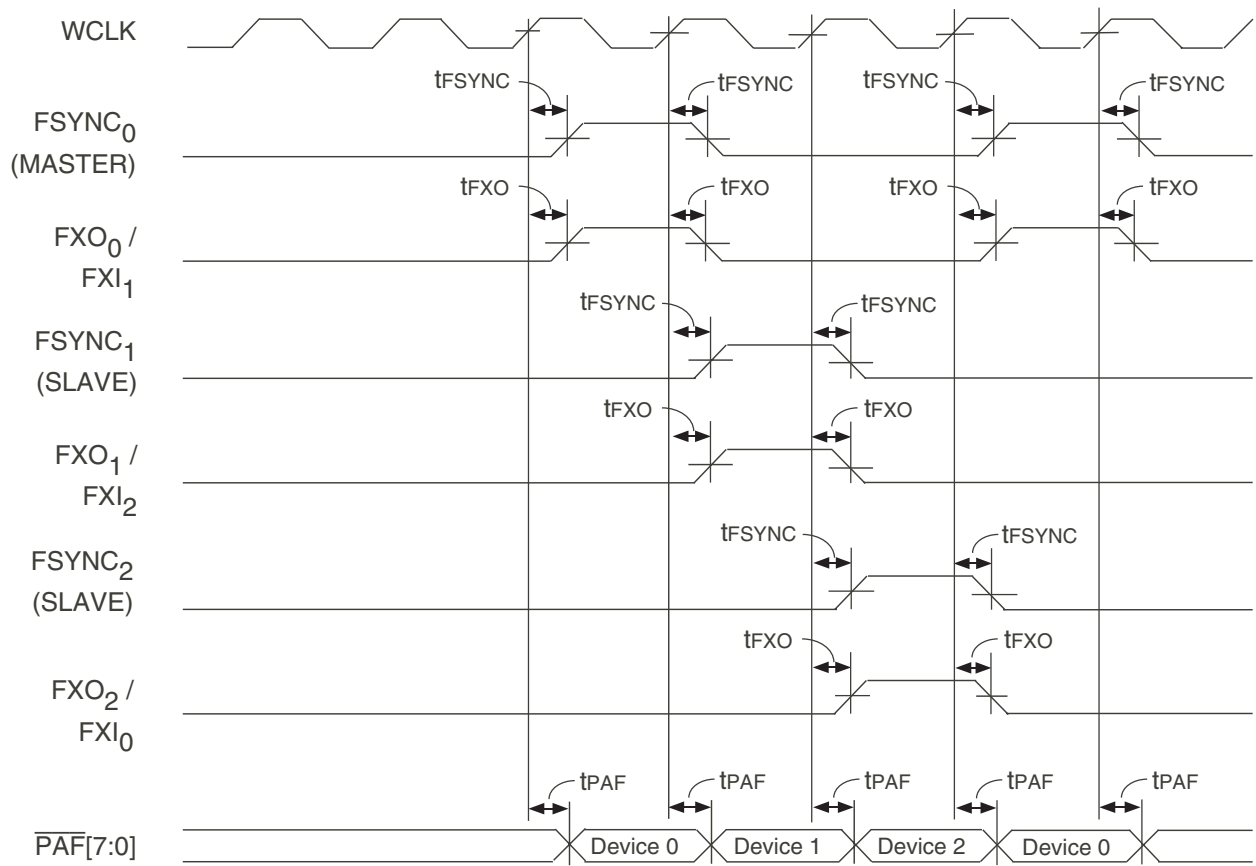 WCLK
tFSYNC tFSYNC tFSYNC tFSYNC
FSYNC0
(MASTER)
tFXO tFXO tFXO tFXO
FXO0 /
FXI1
tFSYNC tFSYNC
FSYNC1
(SLAVE)
tFXO tFXO
FXO1 /
FXI2
tFSYNC tFSYNC
FSYNC2
(SLAVE)
tFXO tFXO
FXO2 /
FXI0
tPAF tPAF tPAF tPAF tPAF
PAF[7:0] Device 0 Device 1 Device 2 Device 0